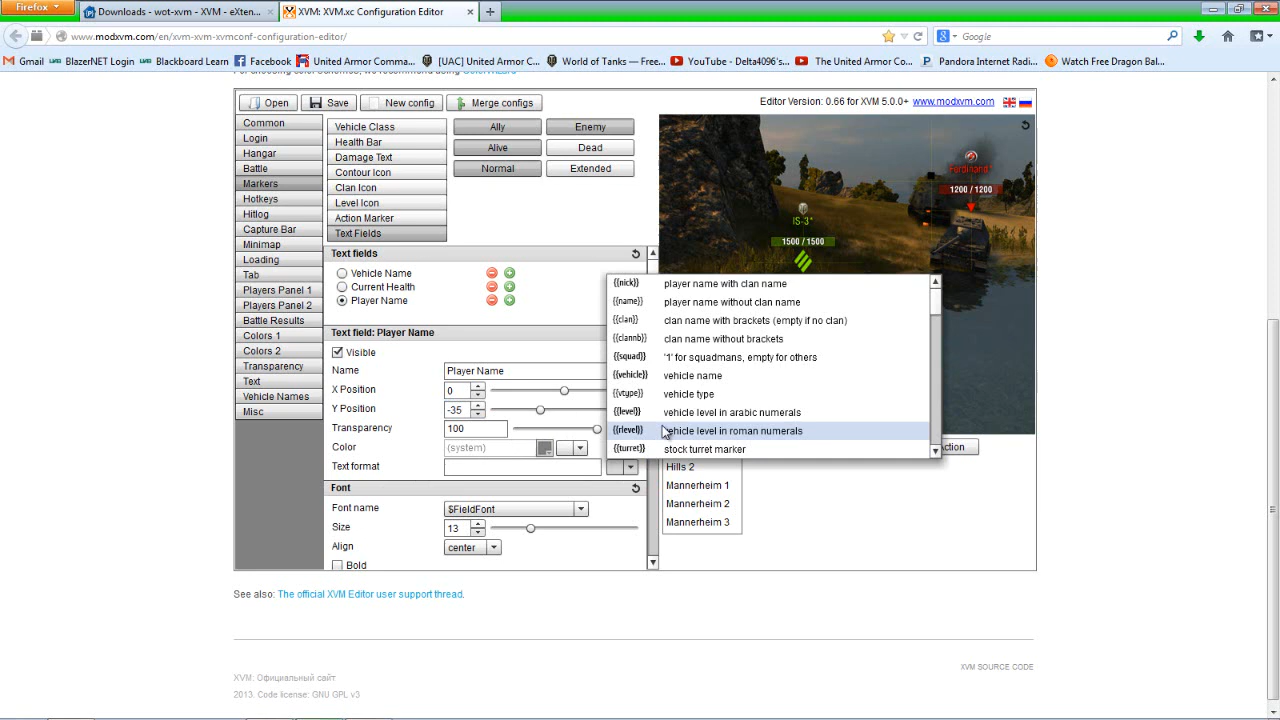 Firefox
Downloads - wot-xvm - XVM - eXten...
XVM: XVM.xc Configuration Editor
www.modxvm.com/en/xvm-xvm-xvmconf-configuration-editor/
Google
Gmail
BlazerNET Login
Blackboard Learn
Facebook
United Armor Comma...
[UAC] United Armor C...
World of Tanks — Free...
YouTube - Delta4096's...
The United Armor C...
Pandora Internet Radi...
Watch Free Dragon Bal...
Open
Save
New config
Merge configs
Editor Version: 0.66 for XVM 5.0.0+ www.modxvm.com
Common
Login
Hangar
Battle
Markers
Hotkeys
Hitlog
Capture Bar
Minimap
Loading
Tab
Players Panel 1
Players Panel 2
Battle Results
Colors 1
Colors 2
Transparency
Text
Vehicle Names
Misc
Vehicle Class
Health Bar
Damage Text
Contour Icon
Clan Icon
Level Icon
Action Marker
Text Fields
Ally
Enemy
Alive
Dead
Normal
Extended
Ferdinand*
1200 / 1200
IS-3*
1500 / 1500
Text fields
Vehicle Name
Current Health
Player Name
Text field: Player Name
Visible
Name
Player Name
X Position
0
Y Position
-35
Transparency
100
Color
(system)
Text format
Font
Font name
$FieldFont
Size
13
Align
center
Bold
{{nick}} player name with clan name
{{name}} player name without clan name
{{clan}} clan name with brackets (empty if no clan)
{{clannb}} clan name without brackets
{{squad}} '1' for squadmans, empty for others
{{vehicle}} vehicle name
{{vtype}} vehicle type
{{level}} vehicle level in arabic numerals
{{rlevel}} vehicle level in roman numerals
{{turret}} stock turret marker
Action
Hills 2
Mannerheim 1
Mannerheim 2
Mannerheim 3
See also: The official XVM Editor user support thread.
XVM SOURCE CODE
XVM: Официальный сайт
2013. Code license: GNU GPL v3